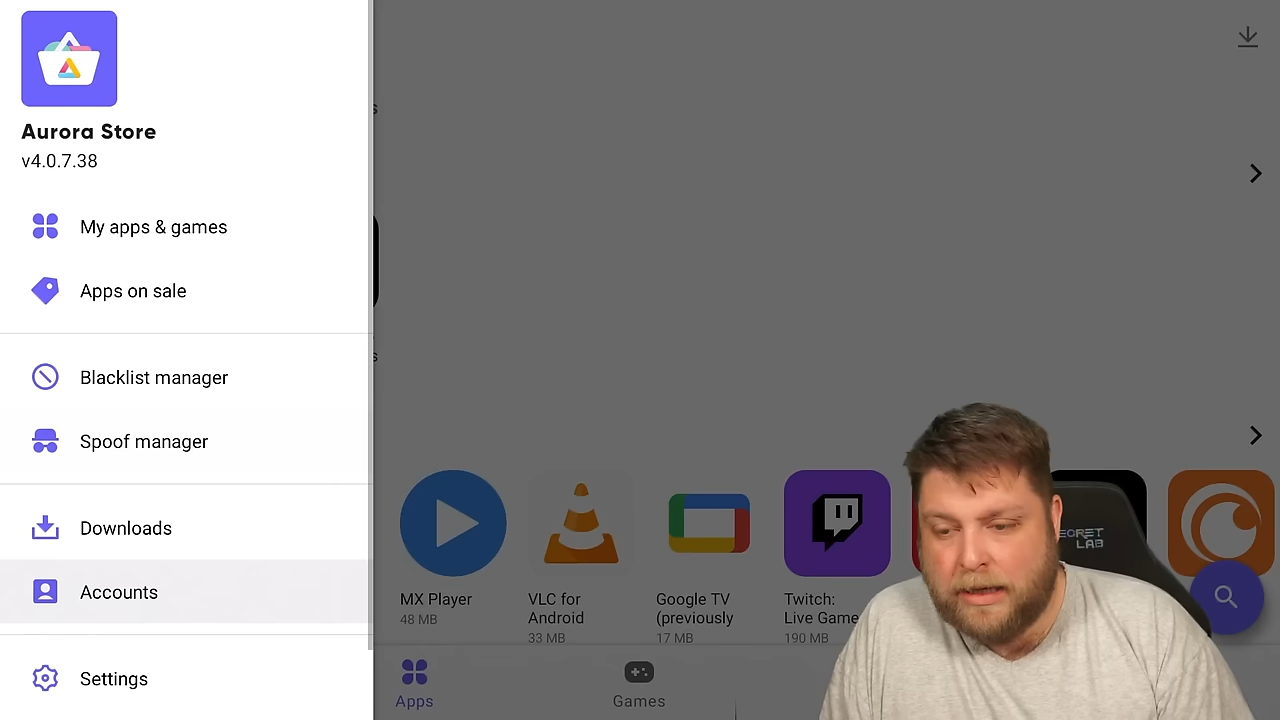 Aurora Store
v4.0.7.38
My apps & games
Apps on sale
Blacklist manager
Spoof manager
Downloads
Accounts
Settings
s
s
MX Player
48 MB
VLC for
Android
33 MB
Google TV
(previously
17 MB
Twitch:
Live Game
190 MB
Apps
Games
SECRET
LAB